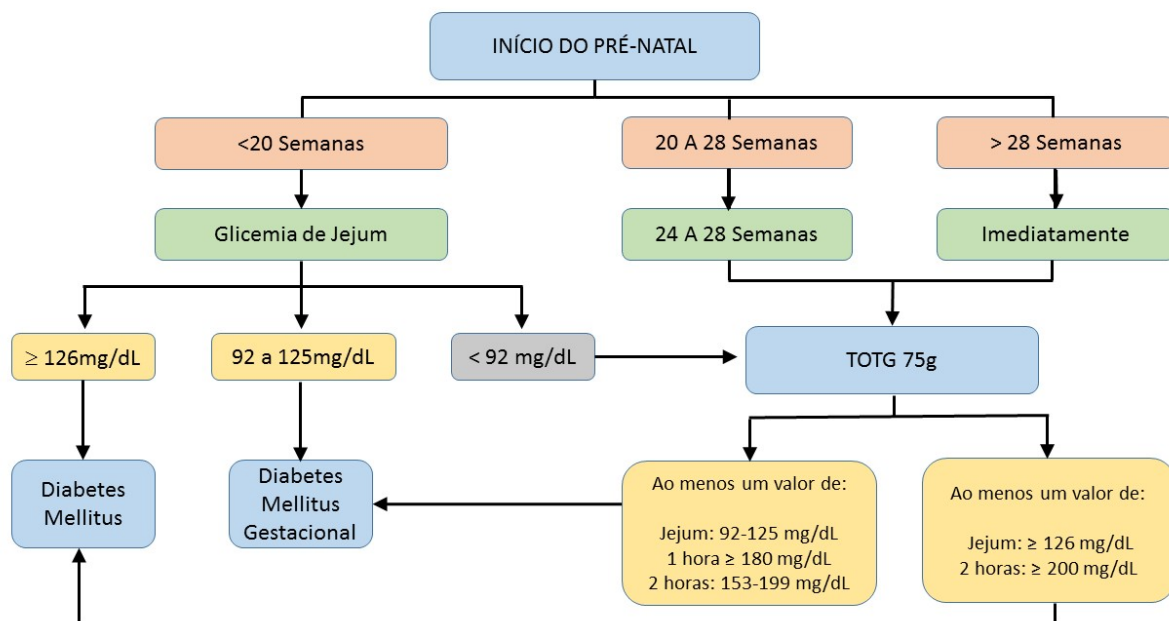 INÍCIO DO PRÉ-NATAL
<20 Semanas
20 A 28 Semanas
> 28 Semanas
Glicemia de Jejum
24 A 28 Semanas
Imediatamente
≥ 126mg/dL
92 a 125mg/dL
< 92 mg/dL
TOTG 75g
Diabetes
Mellitus
Diabetes
Mellitus
Gestacional
Ao menos um valor de:
Jejum: 92-125 mg/dL
1 hora ≥ 180 mg/dL
2 horas: 153-199 mg/dL
Ao menos um valor de:
Jejum: ≥ 126 mg/dL
2 horas: ≥ 200 mg/dL